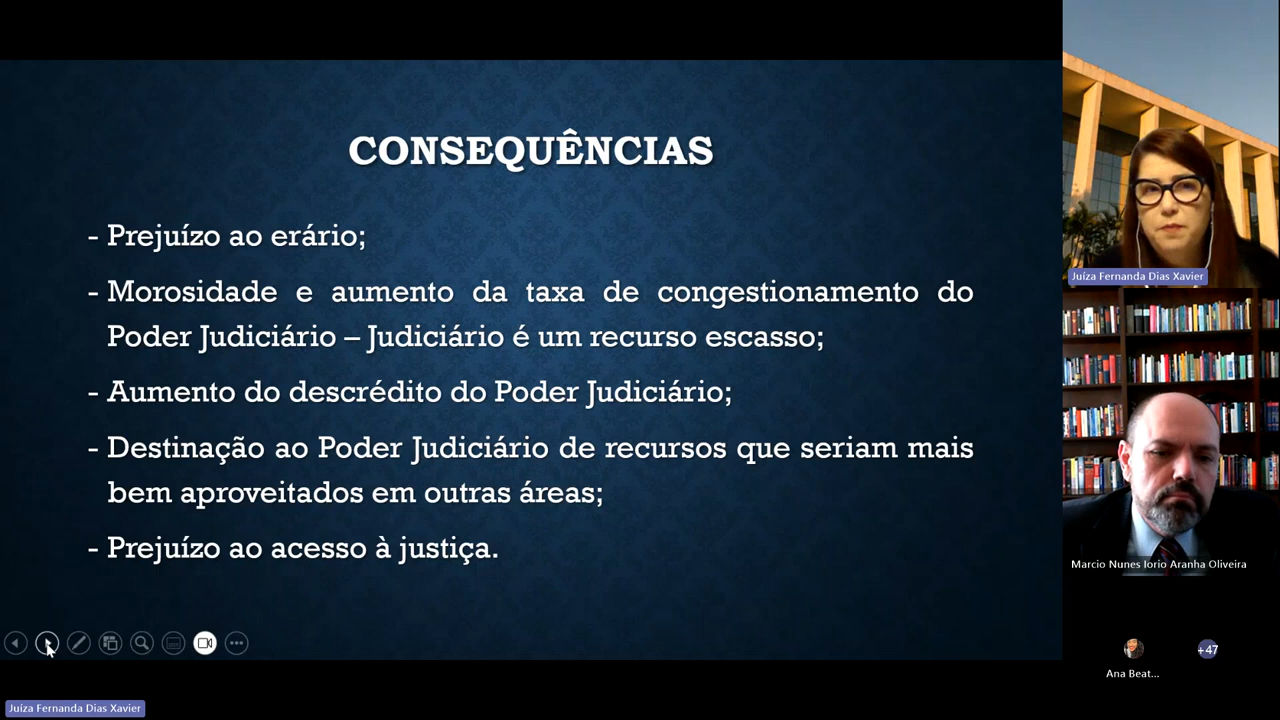 CONSEQUÊNCIAS
- Prejuízo ao erário;
- Morosidade e aumento da taxa de congestionamento do
Poder Judiciário – Judiciário é um recurso escasso;
- Aumento do descrédito do Poder Judiciário;
- Destinação ao Poder Judiciário de recursos que seriam mais
bem aproveitados em outras áreas;
- Prejuízo ao acesso à justiça.
Juíza Fernanda Dias Xavier
Juíza Fernanda Dias Xavier
Marcio Nunes Iorio Aranha Oliveira
Ana Beat...
+47